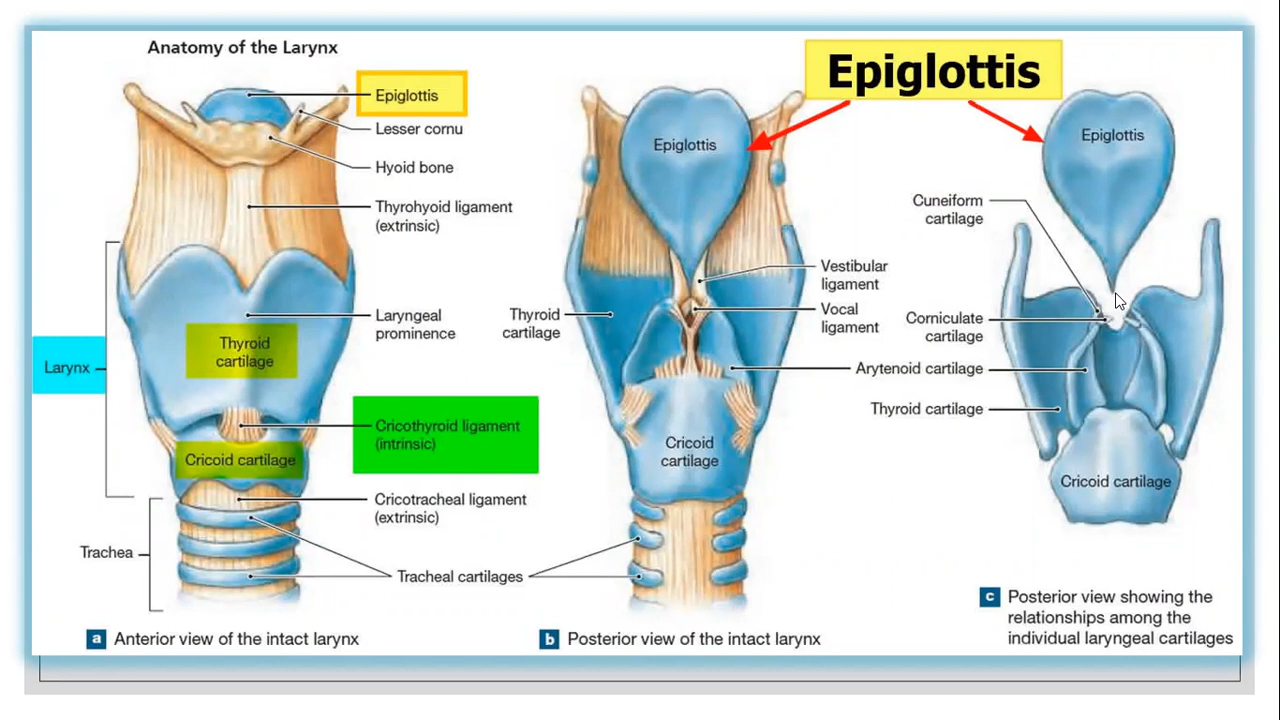 Anatomy of the Larynx
Epiglottis
Lesser cornu
Hyoid bone
Thyrohyoid ligament
(extrinsic)
Laryngeal
prominence
Thyroid
cartilage
Larynx
Cricothyroid ligament
(intrinsic)
Cricoid cartilage
Cricotracheal ligament
(extrinsic)
Trachea
Tracheal cartilages
a Anterior view of the intact larynx
Epiglottis
Epiglottis
Vestibular
ligament
Thyroid
cartilage
Vocal
ligament
Cricoid
cartilage
b Posterior view of the intact larynx
Epiglottis
Cuneiform
cartilage
Corniculate
cartilage
Arytenoid cartilage
Thyroid cartilage
Cricoid cartilage
c Posterior view showing the
relationships among the
individual laryngeal cartilages